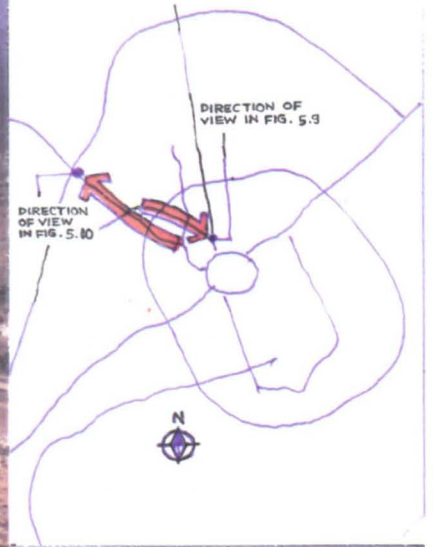 DIRECTION OF
VIEW IN FIG. 5.9
DIRECTION
OF VIEW
IN FIG. 5.10
N